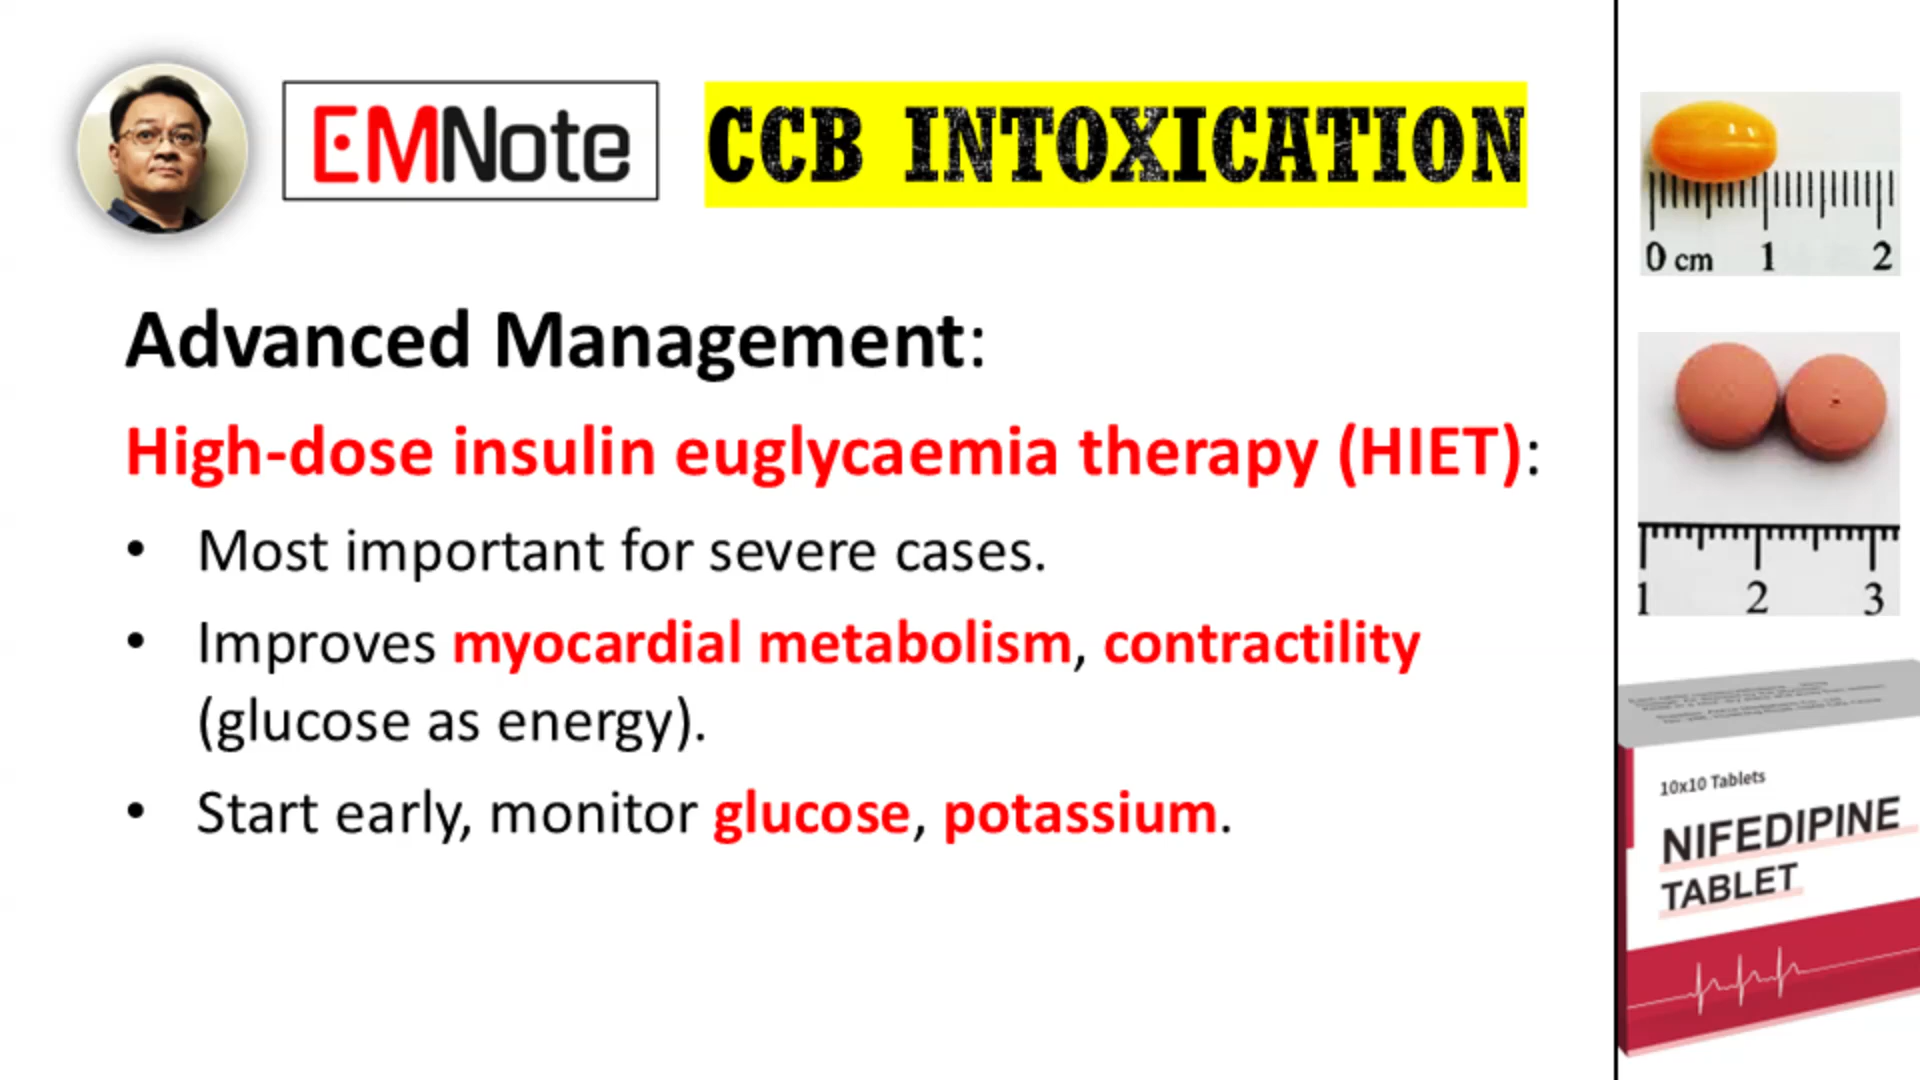 EMNote
CCB INTOXICATION
Advanced Management:
High-dose insulin euglycaemia therapy (HIET):
• Most important for severe cases.
• Improves myocardial metabolism, contractility
(glucose as energy).
• Start early, monitor glucose, potassium.
0 cm 1 2
1 2 3
10x10 Tablets
NIFEDIPINE
TABLET